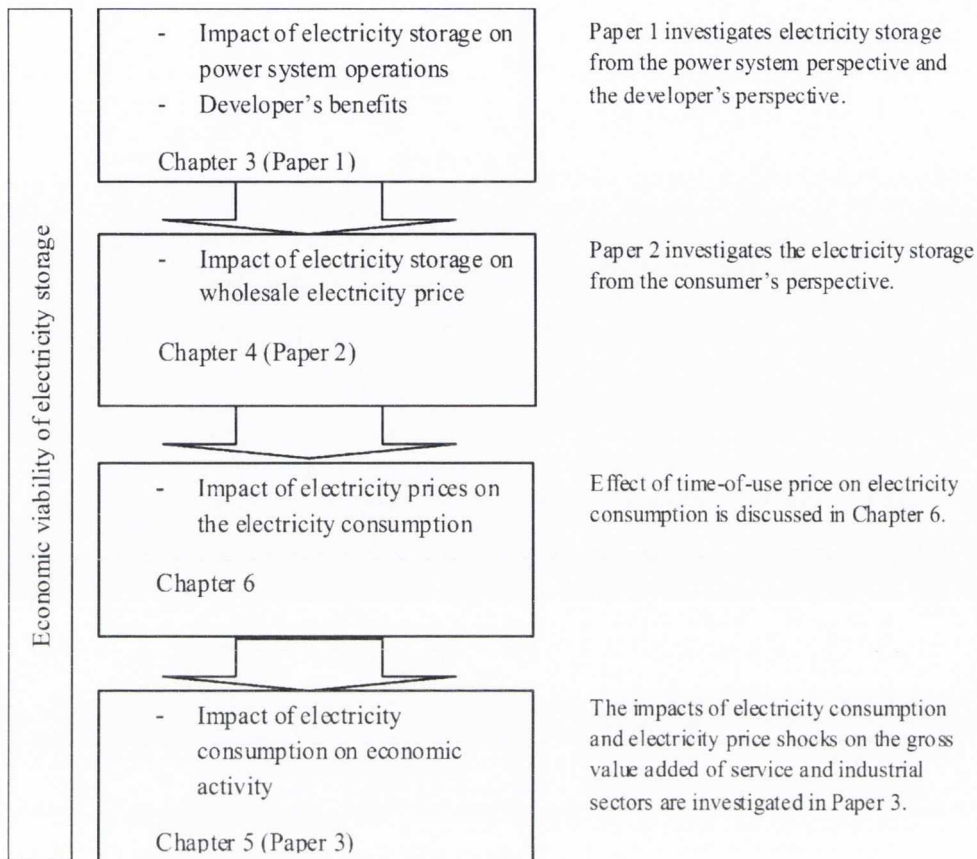 Economic viability of electricity storage
- Impact of electricity storage on
power system operations
- Developer's benefits
Chapter 3 (Paper 1)
Paper 1 investigates electricity storage
from the power system perspective and
the developer's perspective.
- Impact of electricity storage on
wholesale electricity price
Chapter 4 (Paper 2)
Paper 2 investigates the electricity storage
from the consumer's perspective.
- Impact of electricity prices on
the electricity consumption
Chapter 6
Effect of time-of-use price on electricity
consumption is discussed in Chapter 6.
- Impact of electricity
consumption on economic
activity
Chapter 5 (Paper 3)
The impacts of electricity consumption
and electricity price shocks on the gross
value added of service and industrial
sectors are investigated in Paper 3.